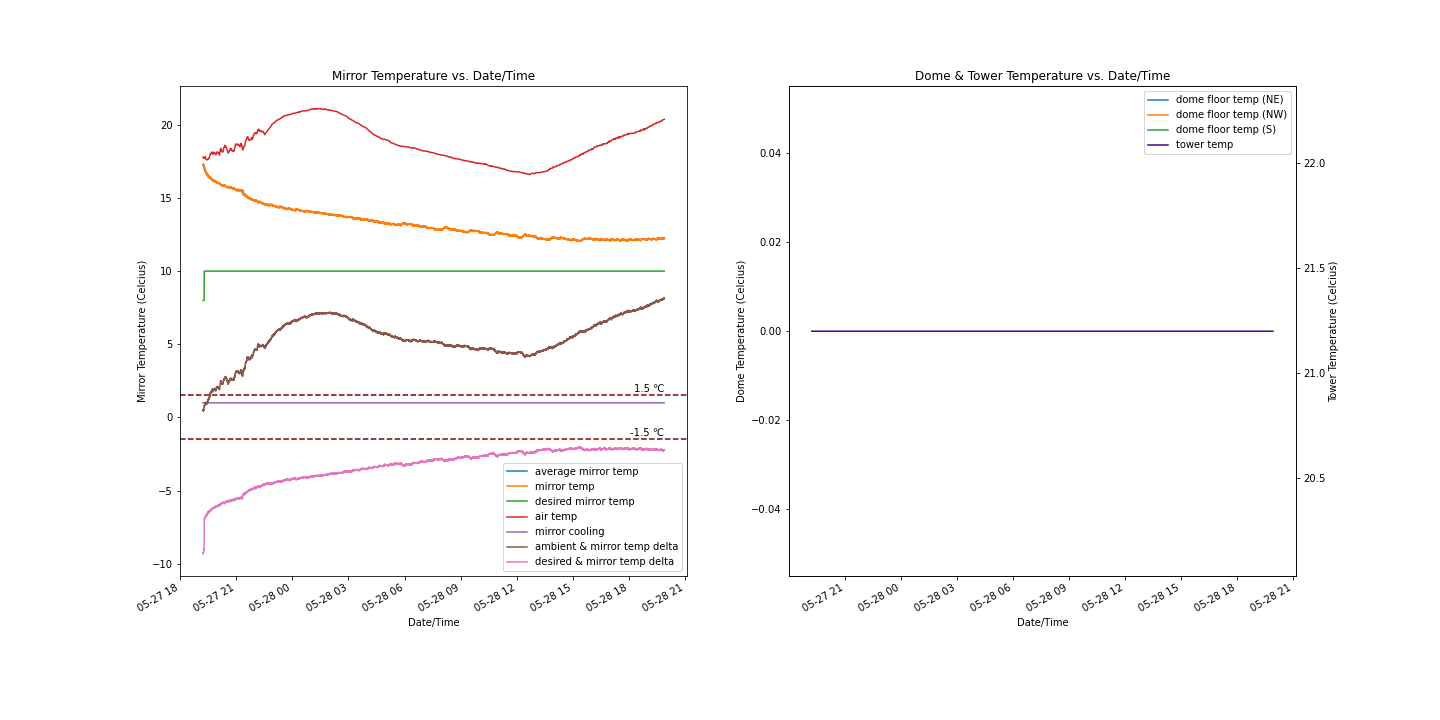 Mirror Temperature vs. Date/Time
20
15
10
5
0
−5
−10
Mirror Temperature (Celcius)
1.5 °C
-1.5 °C
average mirror temp
mirror temp
desired mirror temp
air temp
mirror cooling
ambient & mirror temp delta
desired & mirror temp delta
05-27 18
05-27 21
05-28 00
05-28 03
05-28 06
05-28 09
05-28 12
05-28 15
05-28 18
05-28 21
Date/Time
Dome & Tower Temperature vs. Date/Time
0.04
0.02
0.00
−0.02
−0.04
Dome Temperature (Celcius)
dome floor temp (NE)
dome floor temp (NW)
dome floor temp (S)
tower temp
22.0
21.5
21.0
20.5
Tower Temperature (Celcius)
05-27 21
05-28 00
05-28 03
05-28 06
05-28 09
05-28 12
05-28 15
05-28 18
05-28 21
Date/Time